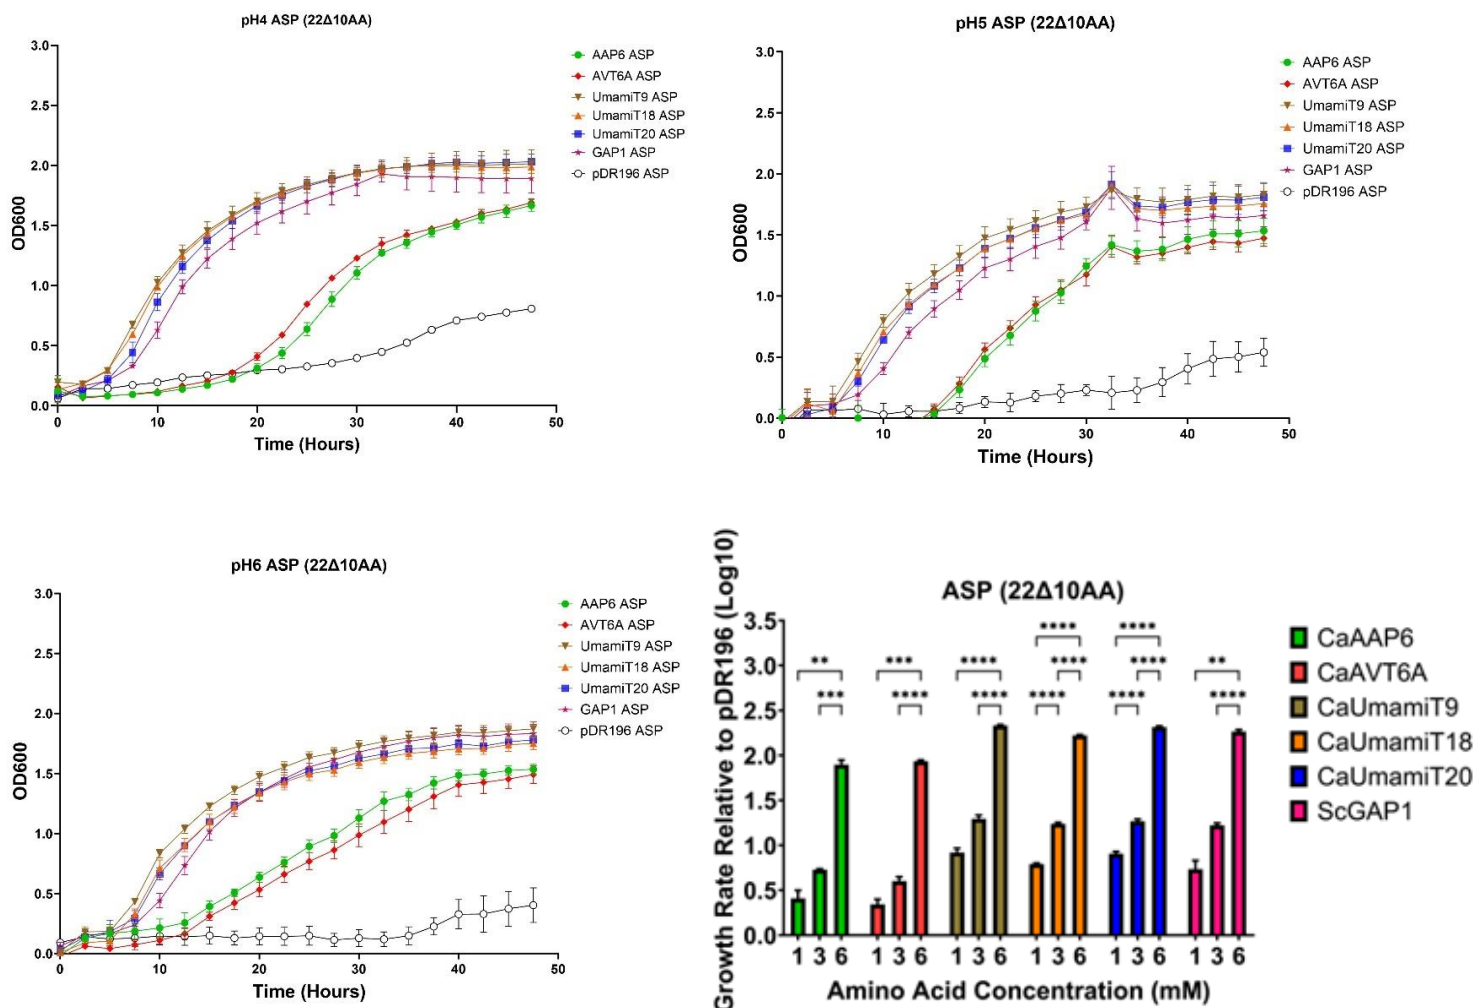 pH4 ASP (22Δ10AA)
OD600
3.0
2.5
2.0
1.5
1.0
0.5
0.0
0 10 20 30 40 50
Time (Hours)
AAP6 ASP
AVT6A ASP
UmamiT9 ASP
UmamiT18 ASP
UmamiT20 ASP
GAP1 ASP
pDR196 ASP
pH5 ASP (22Δ10AA)
OD600
3.0
2.5
2.0
1.5
1.0
0.5
0.0
0 10 20 30 40 50
Time (Hours)
AAP6 ASP
AVT6A ASP
UmamiT9 ASP
UmamiT18 ASP
UmamiT20 ASP
GAP1 ASP
pDR196 ASP
pH6 ASP (22Δ10AA)
OD600
3.0
2.5
2.0
1.5
1.0
0.5
0.0
0 10 20 30 40 50
Time (Hours)
AAP6 ASP
AVT6A ASP
UmamiT9 ASP
UmamiT18 ASP
UmamiT20 ASP
GAP1 ASP
pDR196 ASP
ASP (22Δ10AA)
Growth Rate Relative to pDR196 (Log10)
3.5
3.0
2.5
2.0
1.5
1.0
0.5
0.0
**** ****
** *** **** **** **** **
*** **** **** **** **** ****
1 3 6 1 3 6 1 3 6 1 3 6 1 3 6 1 3 6
Amino Acid Concentration (mM)
CaAAP6
CaAVT6A
CaUmamiT9
CaUmamiT18
CaUmamiT20
ScGAP1